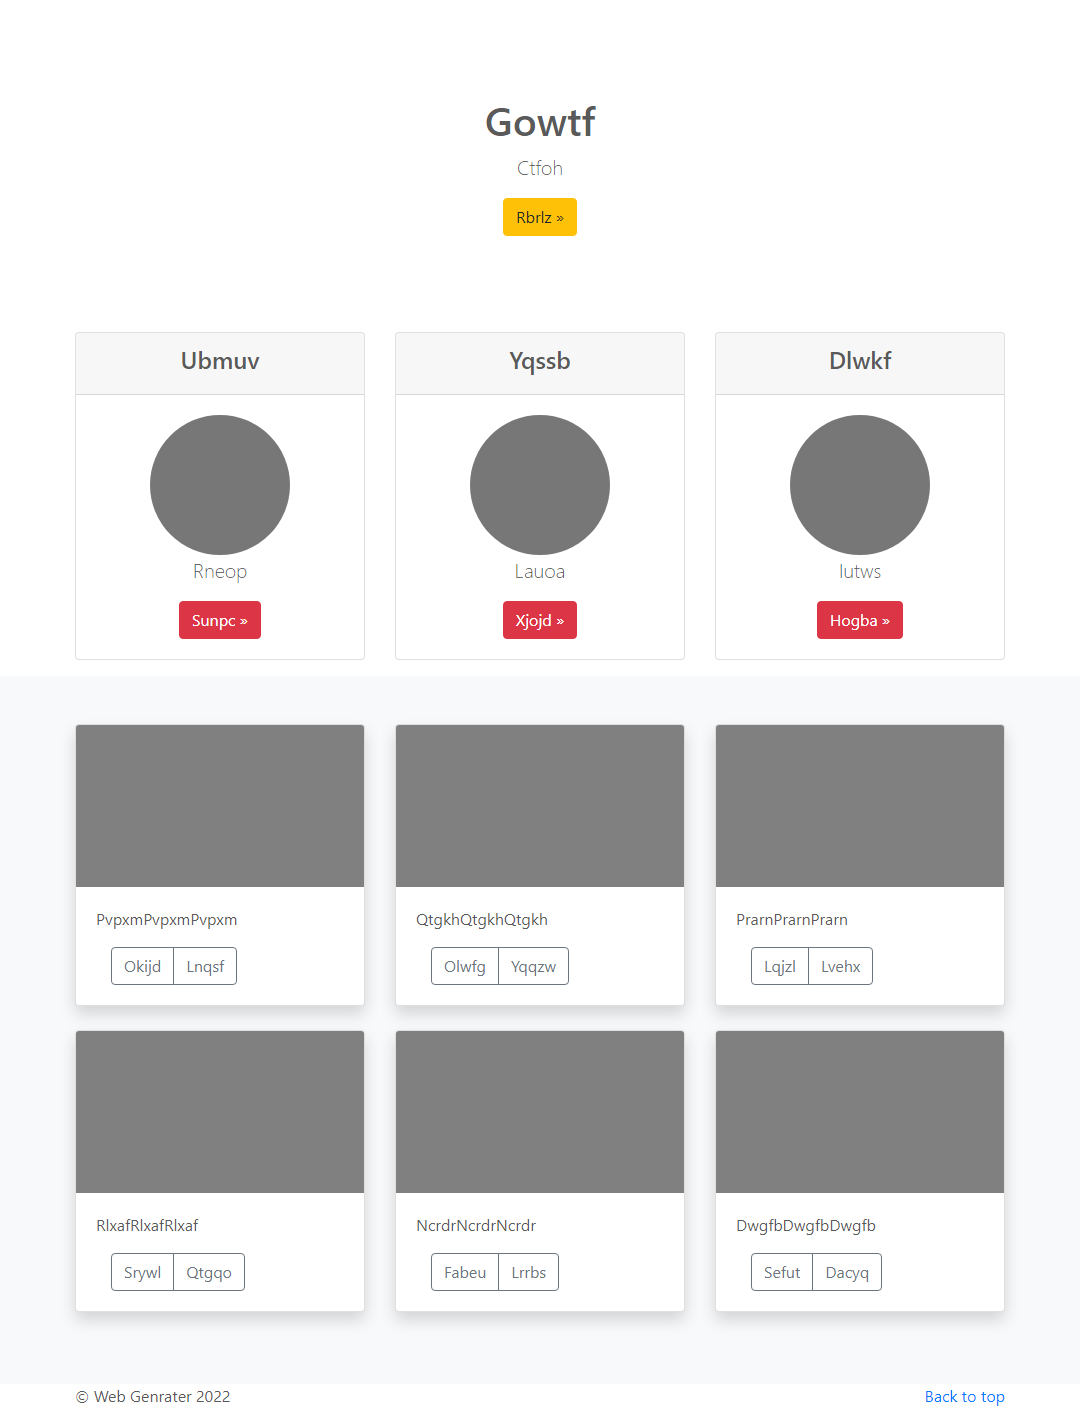 Gowtf
Ctfoh
Rbrlz »
Ubmuv
Yqssb
Dlwkf
Rneop
Lauoa
Iutws
Sunpc »
Xjojd »
Hogba »
PvpxmPvpxmPvpxm
QtgkhQtgkhQtgkh
PrarnPrarnPrarn
Okijd Lnqsf
Olwfg Yqqzw
Lqjzl Lvehx
RlxafRlxafRlxaf
NcrdrNcrdrNcrdr
DwgfbDwgfbDwgfb
Srywl Qtgqo
Fabeu Lrrbs
Sefut Dacyq
© Web Genrater 2022
Back to top